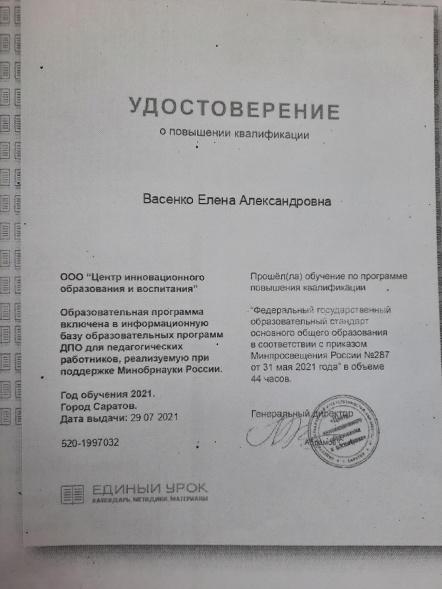 УДОСТОВЕРЕНИЕ
о повышении квалификации
Васенко Елена Александровна
ООО "Центр инновационного
образования и воспитания"
Образовательная программа
включена в информационную
базу образовательных программ
ДПО для педагогических
работников, реализуемую при
поддержке Минобрнауки России.
Год обучения 2021.
Город Саратов.
Дата выдачи: 29 07 2021
520-1997032
Прошёл(ла) обучение по программе
повышения квалификации
"Федеральный государственный
образовательный стандарт
основного общего образования
в соответствии с приказом
Минпросвещения России №287
от 31 мая 2021 года" в объеме
44 часов.
Генеральный директор
ЕДИНЫЙ УРОК
КАЛЕНДАРЬ, МЕТОДИКИ, МАТЕРИАЛЫ